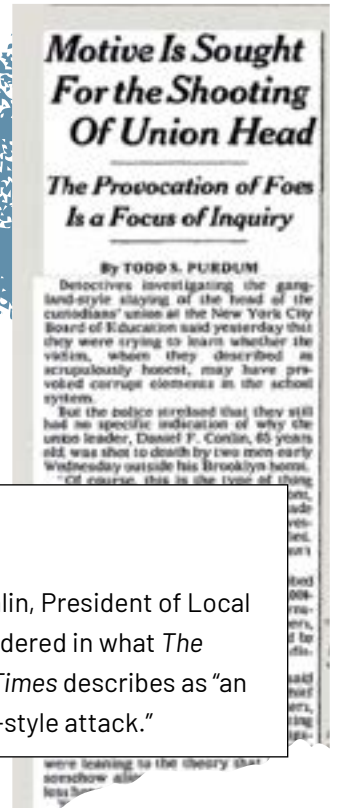 Motive Is Sought
For the Shooting
Of Union Head
The Provocation of Foes
Is a Focus of Inquiry
By TODD S. PURDUM
Detectives investigating the gang-
land-style slaying of the head of the
custodians' union at the New York City
Board of Education said yesterday that
they were trying to learn whether the
victim, whom they described as
scrupulously honest, may have pro-
voked corrupt elements in the school
system.
But the police stressed that they still
had no specific indication of why the
union leader, Daniel F. Conlin, 65 years
old, was shot to death by two men early
Wednesday outside his Brooklyn home.
"Of course, this is the type of thing
lin, President of Local
dered in what The
Times describes as “an
-style attack.”
were leaning to the theory that
somehow